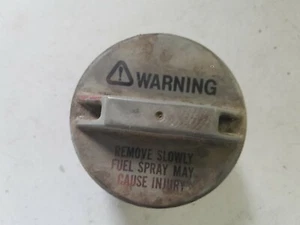 WARNING
REMOVE SLOWLY
FUEL SPRAY MAY
CAUSE INJURY